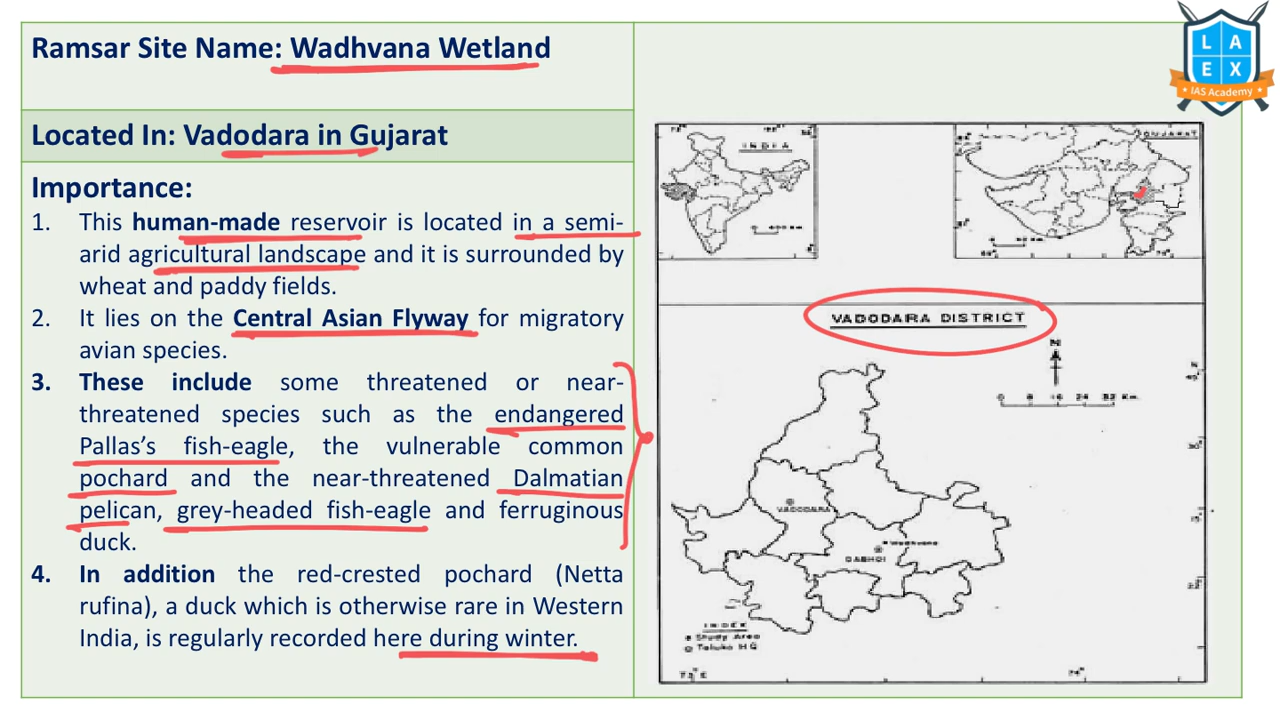 Ramsar Site Name: Wadhvana Wetland
Located In: Vadodara in Gujarat
Importance:
1. This human-made reservoir is located in a semi-
arid agricultural landscape and it is surrounded by
wheat and paddy fields.
2. It lies on the Central Asian Flyway for migratory
avian species.
3. These include some threatened or near-
threatened species such as the endangered
Pallas's fish-eagle, the vulnerable common
pochard and the near-threatened Dalmatian
pelican, grey-headed fish-eagle and ferruginous
duck.
4. In addition the red-crested pochard (Netta
rufina), a duck which is otherwise rare in Western
India, is regularly recorded here during winter.
L A
E X
IAS Academy
INDIA
GUJARAT
VADODARA DISTRICT
N
0 8 16 24 32 Km.
VADODARA
Wadhvana
DABHOI
INDEX
Study Area
Taluka HQ